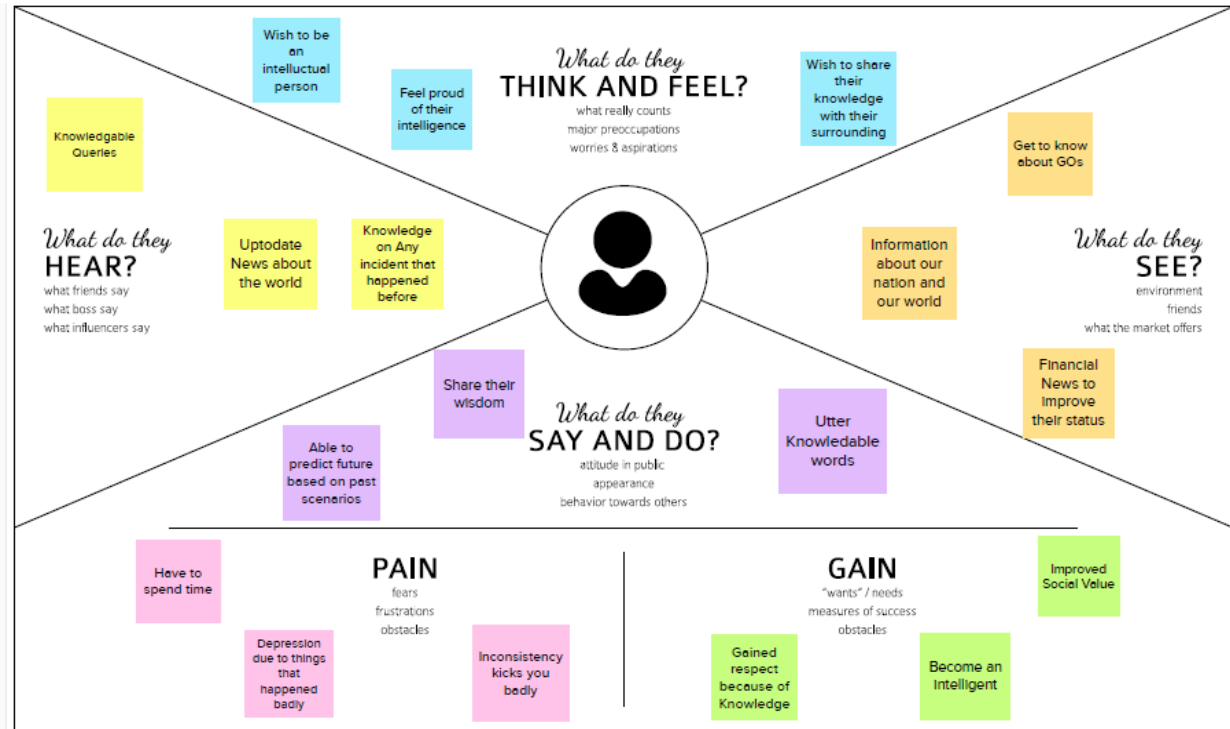 Wish to be
an
intelluctual
person
Feel proud
of their
intelligence
What do they
THINK AND FEEL?
what really counts
major preoccupations
worries & aspirations
Wish to share
their
knowledge
with their
surrounding
Knowledgable
Queries
What do they
HEAR?
what friends say
what boss say
what influencers say
Uptodate
News about
the world
Knowledge
on Any
incident that
happened
before
Get to know
about GOs
Information
about our
nation and
our world
What do they
SEE?
environment
friends
what the market offers
Financial
News to
improve
their status
Share their
wisdom
Able to
predict future
based on past
scenarios
What do they
SAY AND DO?
attitude in public
appearance
behavior towards others
Utter
Knowledable
words
Have to
spend time
PAIN
fears
frustrations
obstacles
Depression
due to things
that
happened
badly
Inconsistency
kicks you
badly
GAIN
"wants" / needs
measures of success
obstacles
Improved
Social Value
Gained
respect
because of
Knowledge
Become an
Intelligent